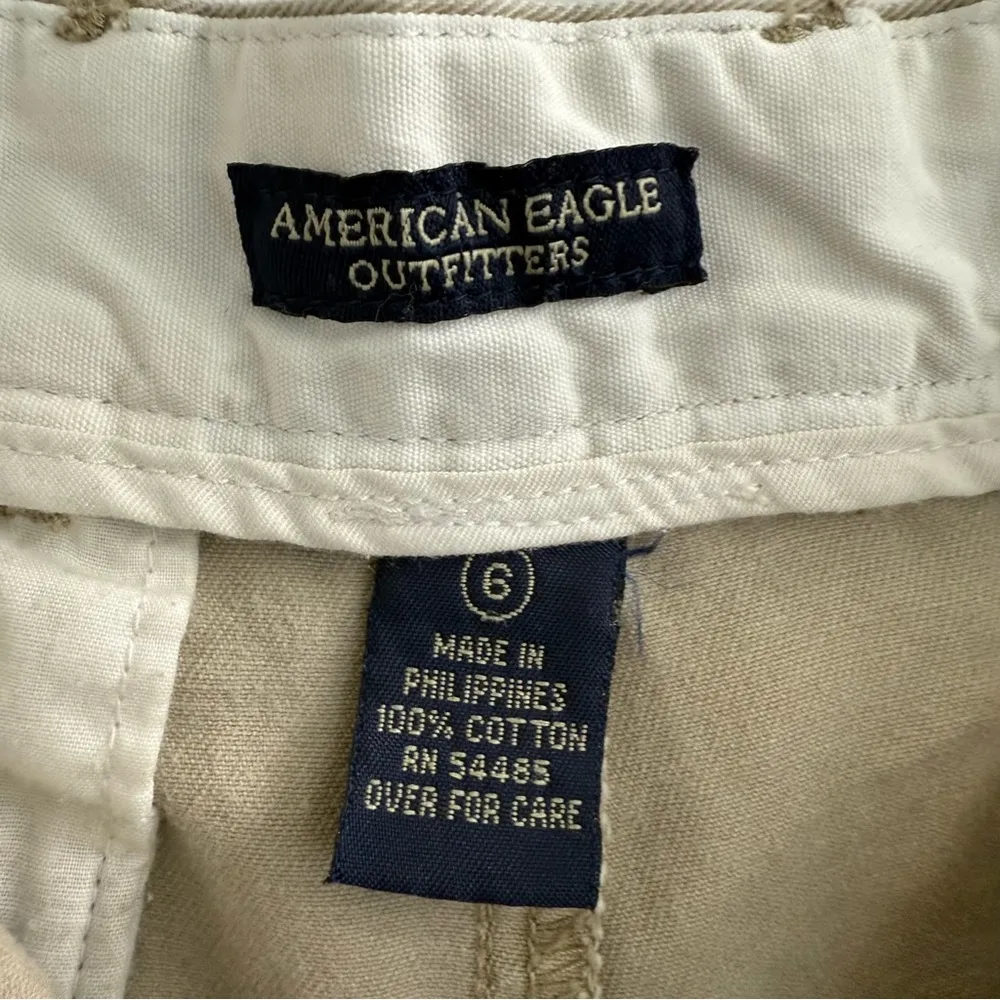 AMERICAN EAGLE
OUTFITTERS
6
MADE IN
PHILIPPINES
100% COTTON
RN 54485
OVER FOR CARE